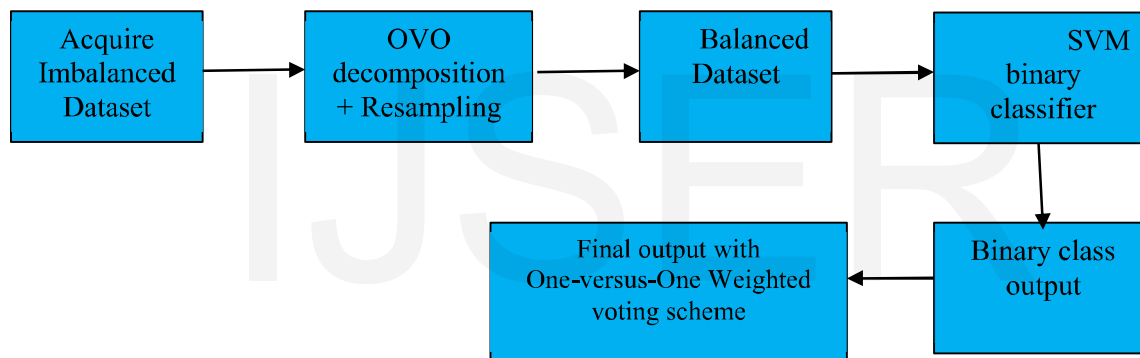 Acquire
Imbalanced
Dataset
OVO
decomposition
+ Resampling
Balanced
Dataset
SVM
binary
classifier
Final output with
One-versus-One Weighted
voting scheme
Binary class
output
IJSER